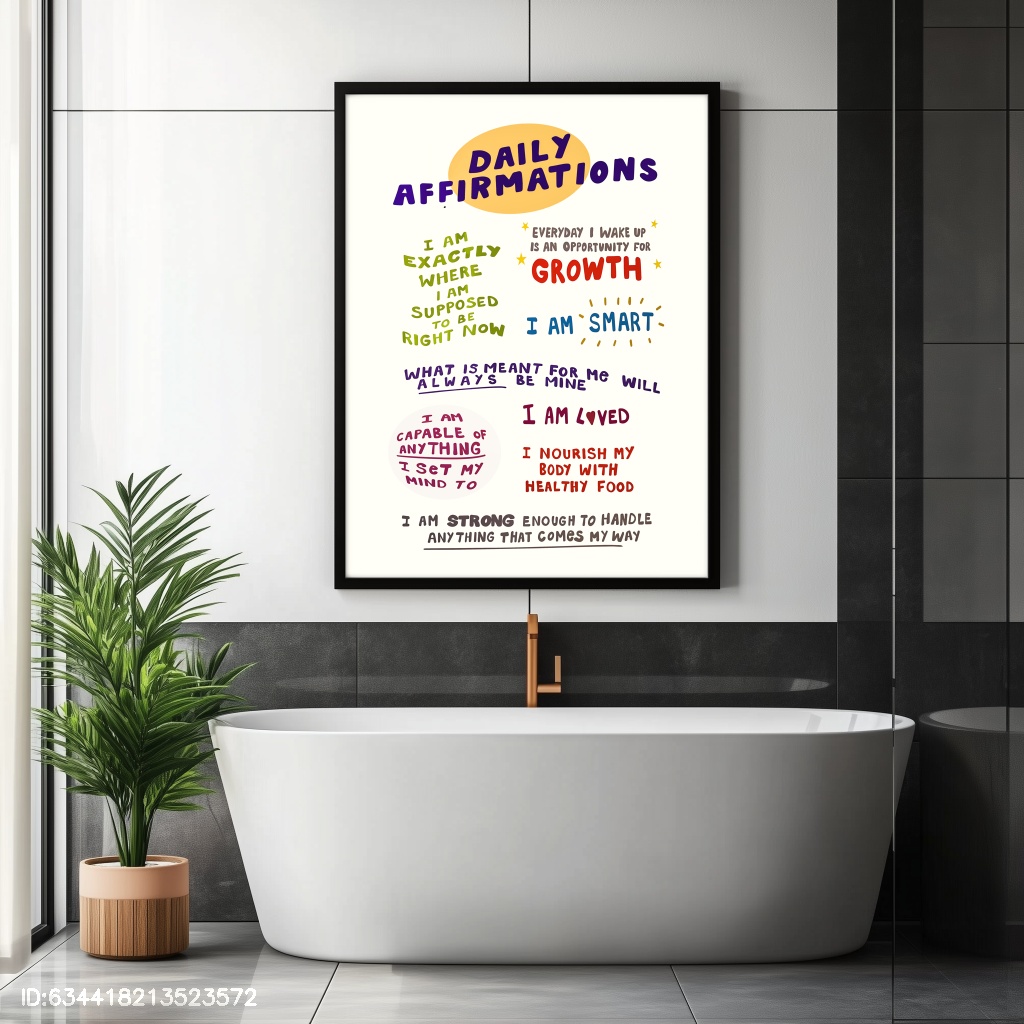 DAILY
AFFIRMATIONS
I AM
EXACTLY
WHERE
I AM
SUPPOSED
TO BE
RIGHT NOW
EVERYDAY I WAKE UP
IS AN OPPORTUNITY FOR
GROWTH
I AM SMART
WHAT IS MEANT FOR Me WILL
ALWAYS BE MINE
I AM
CAPABLE OF
ANYTHING
I SeT MY
MIND TO
I AM L♥VED
I NOURISH MY
BODY WITH
HEALTHY FOOD
I AM STRONG ENOUGH TO HANDLE
ANYTHING THAT COMeS MY WAY
ID:634418213523572